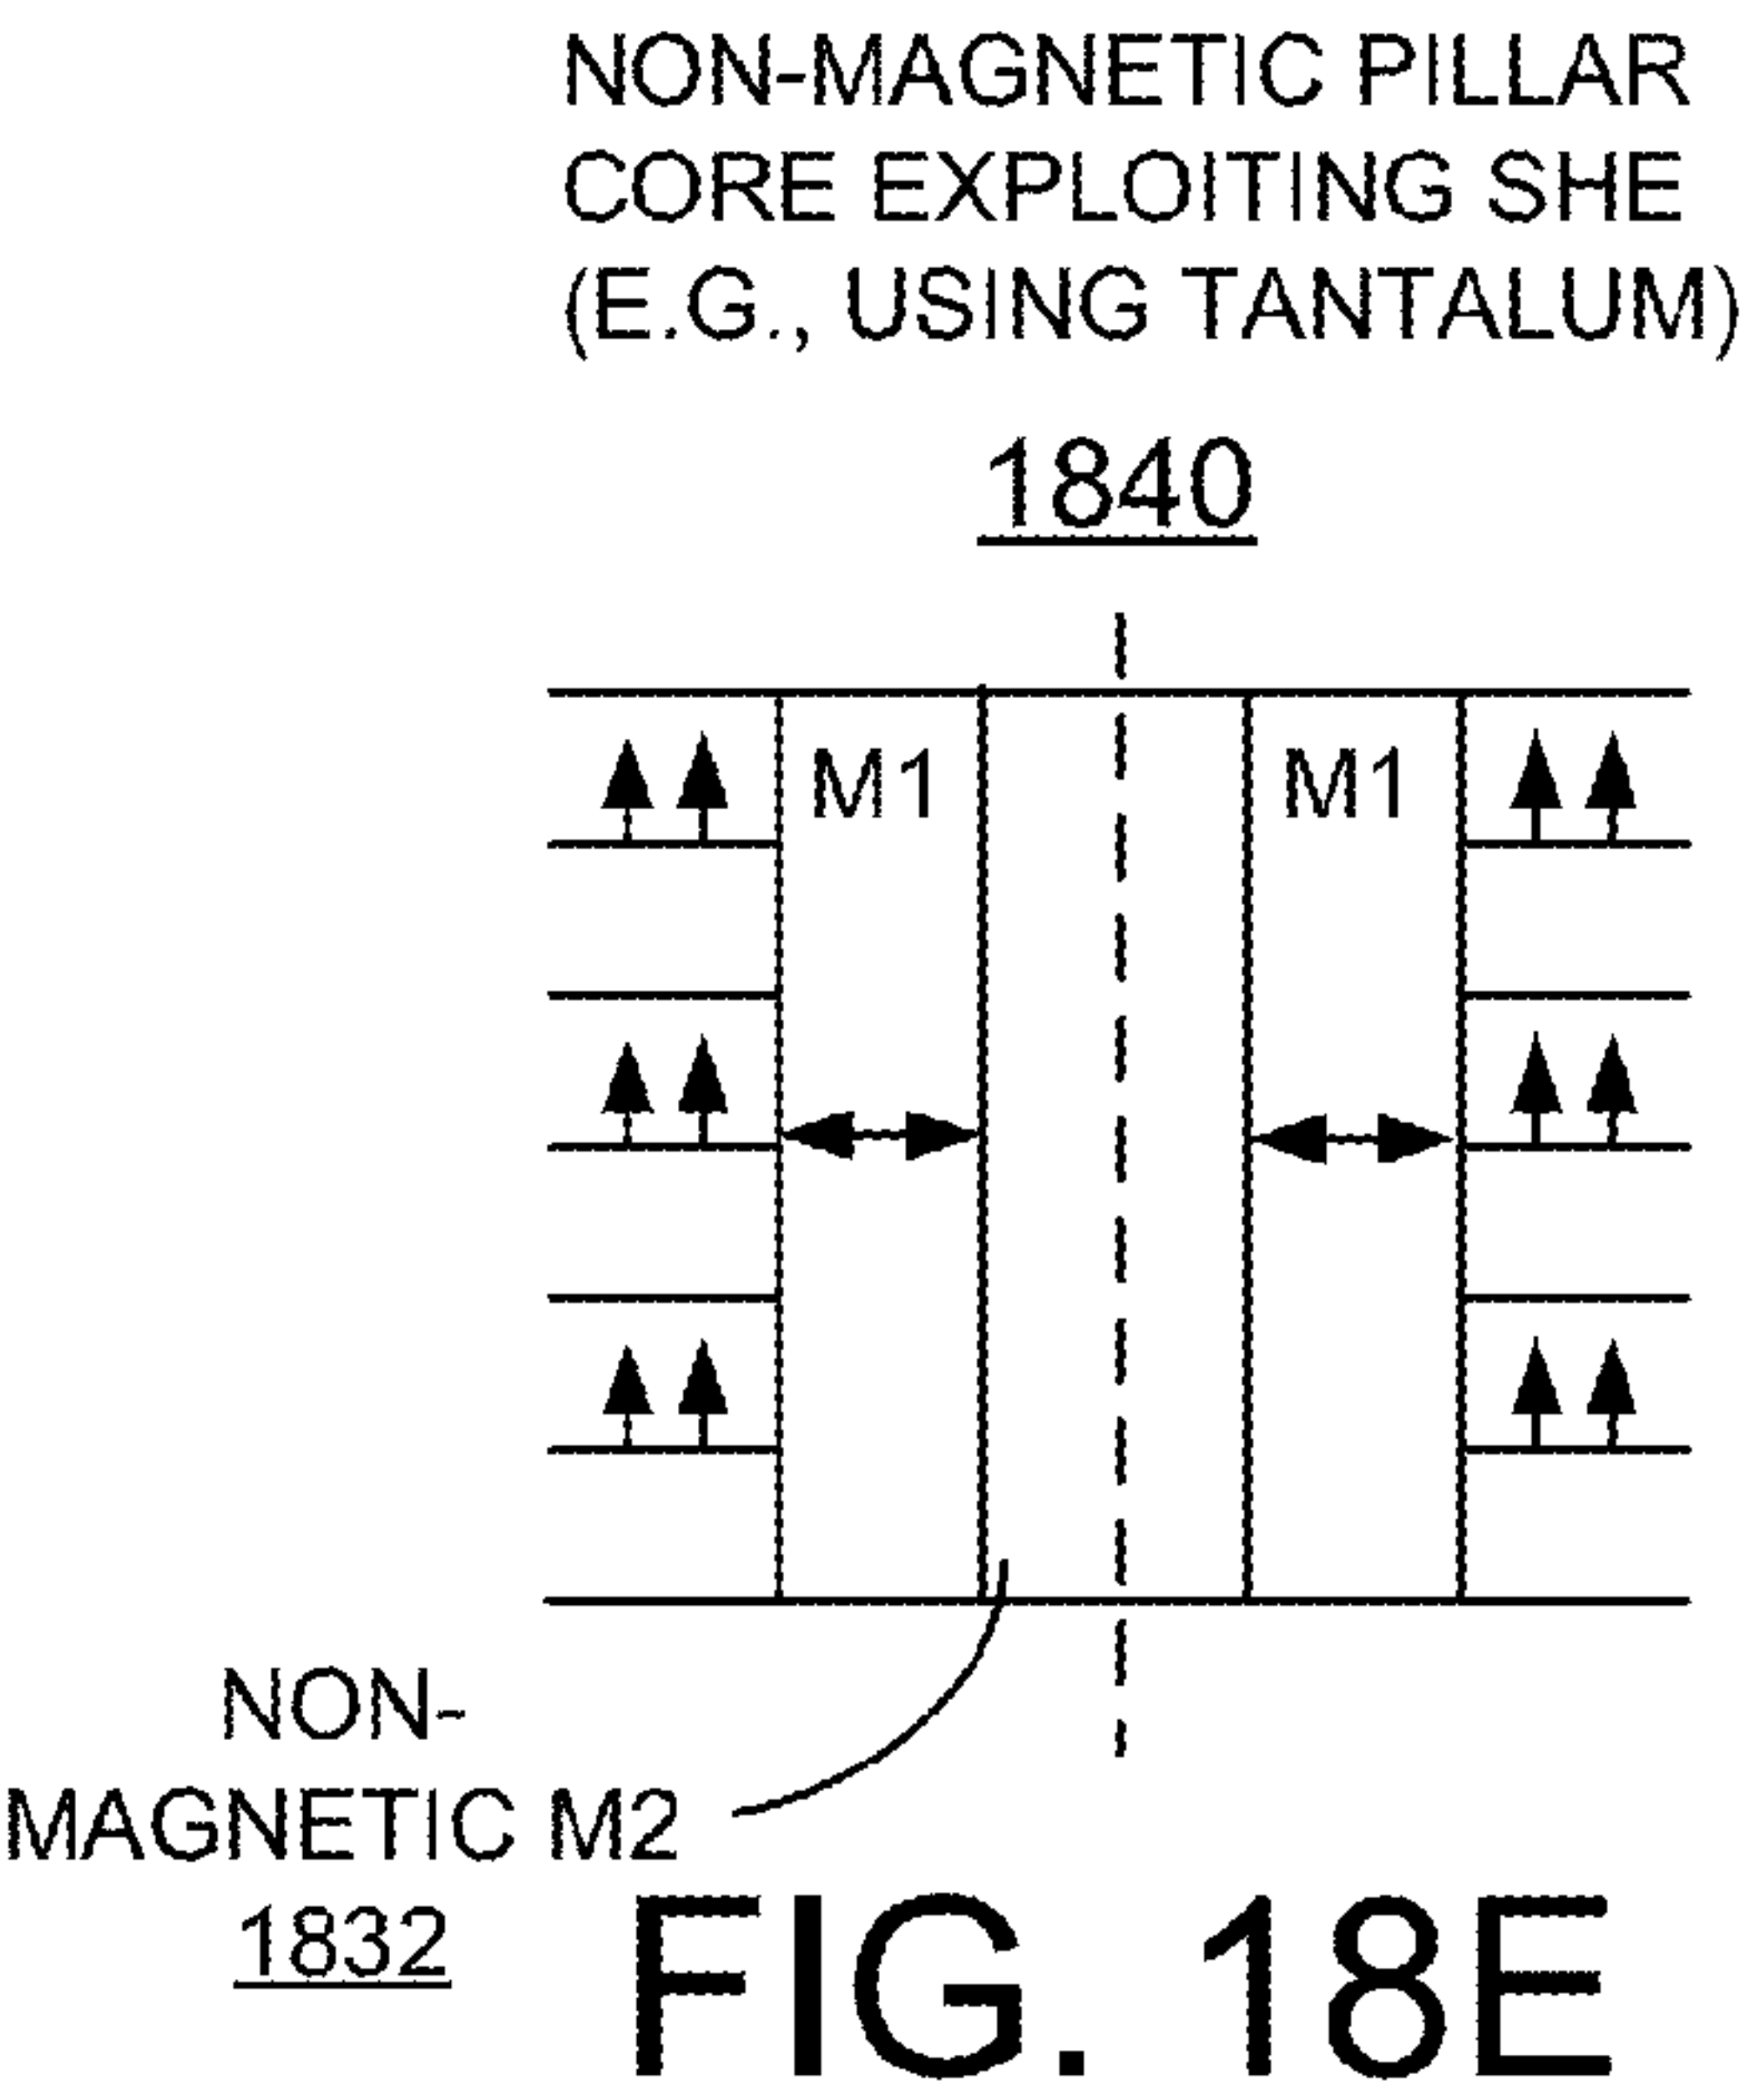 NON-MAGNETIC PILLAR
CORE EXPLOITING SHE
(E.G., USING TANTALUM)
1840
M1 M1
NON-
MAGNETIC M2
1832
FIG. 18E